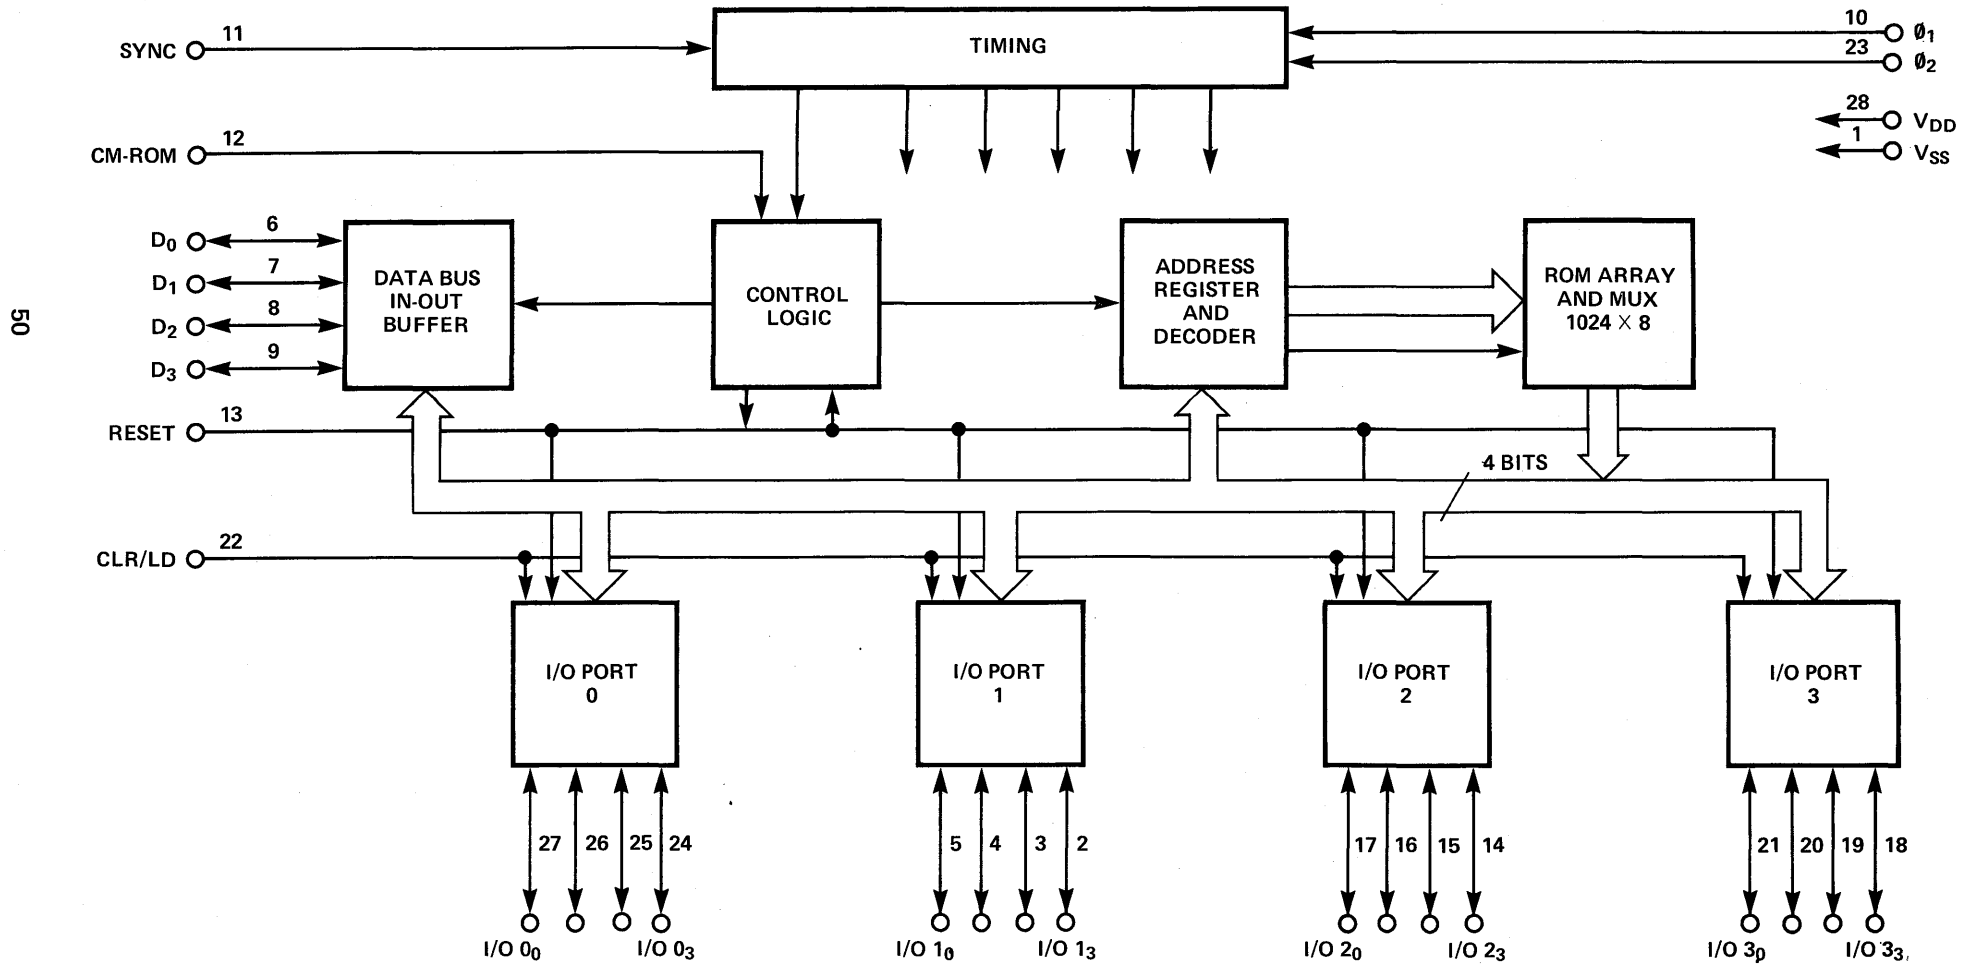 SYNC 11
TIMING
10 Ø1
23 Ø2
28 VDD
1 VSS
CM-ROM 12
D0 6
D1 7
D2 8
D3 9
DATA BUS
IN-OUT
BUFFER
CONTROL
LOGIC
ADDRESS
REGISTER
AND
DECODER
ROM ARRAY
AND MUX
1024 X 8
50
RESET 13
4 BITS
CLR/LD 22
I/O PORT
0
I/O PORT
1
I/O PORT
2
I/O PORT
3
27 26 25 24
5 4 3 2
17 16 15 14
21 20 19 18
I/O 00 I/O 03
I/O 10 I/O 13
I/O 20 I/O 23
I/O 30 I/O 33